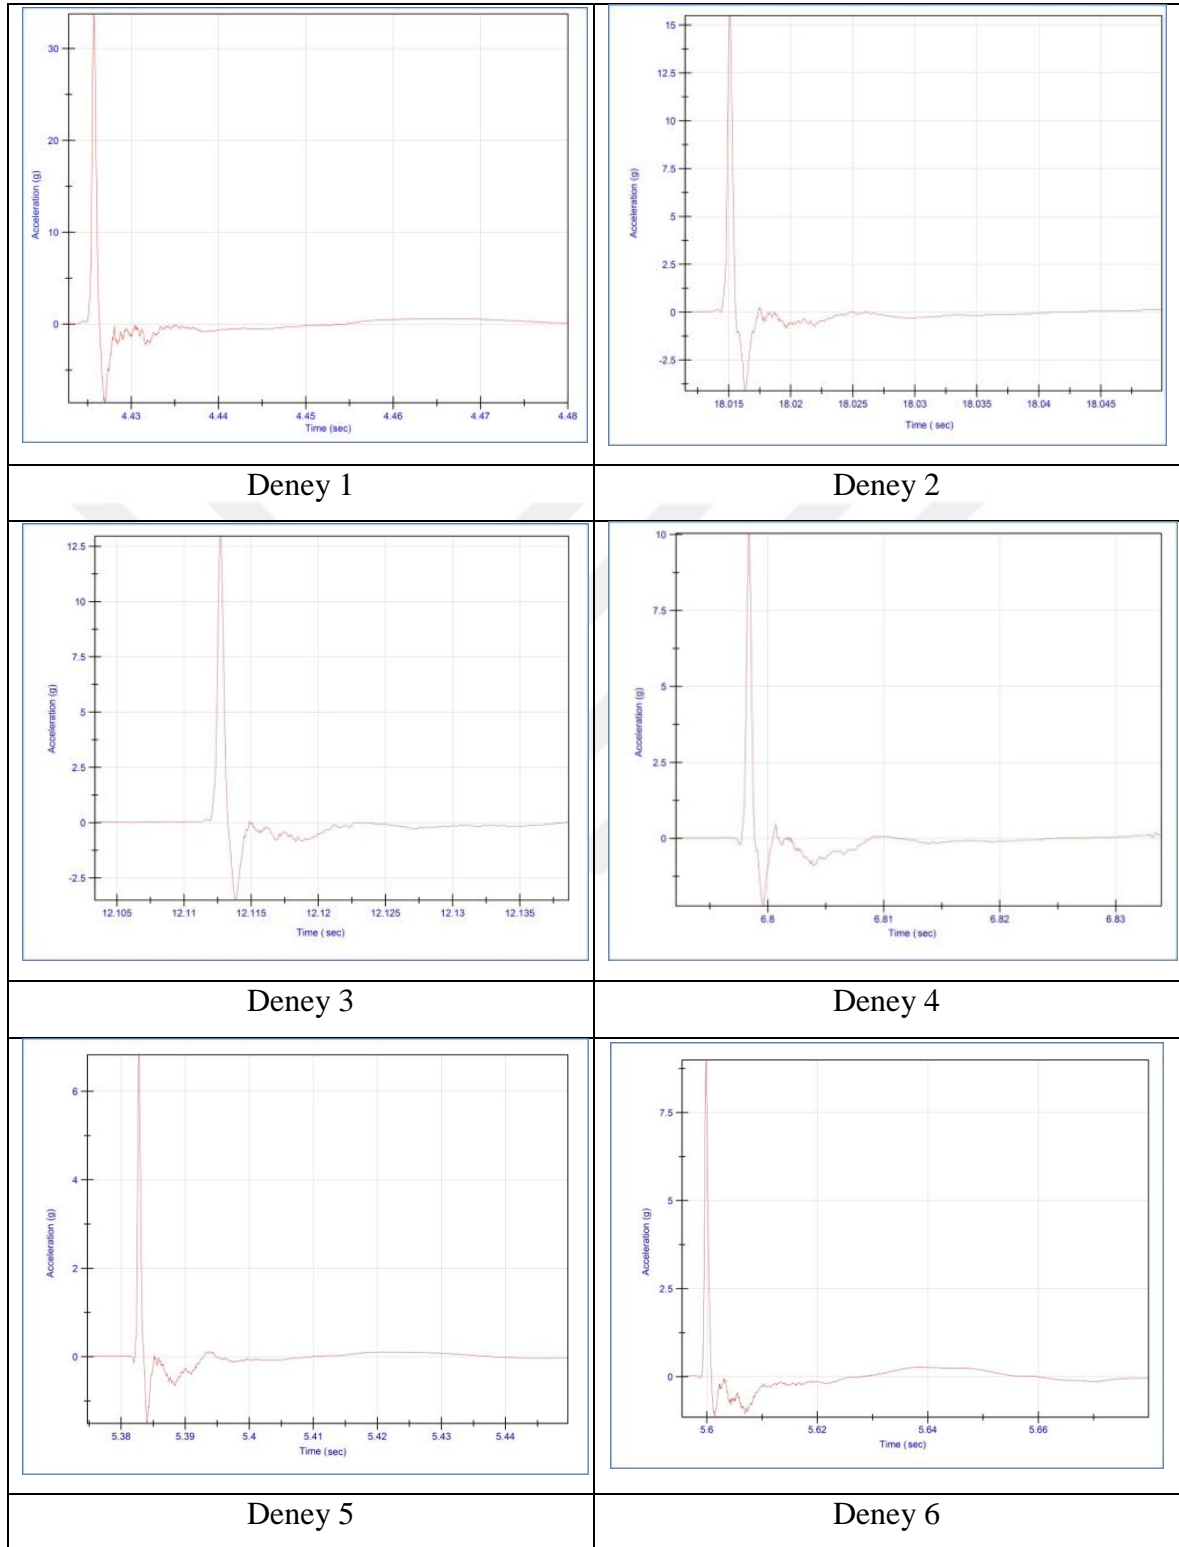 30
20
10
0
Acceleration (g)
4.43 4.44 4.45 4.46 4.47 4.48
Time (sec)
15
12.5
10
7.5
5
2.5
0
-2.5
Acceleration (g)
18.015 18.02 18.025 18.03 18.035 18.04 18.045
Time ( sec)
Deney 1
Deney 2
12.5
10
7.5
5
2.5
0
-2.5
Acceleration (g)
12.105 12.11 12.115 12.12 12.125 12.13 12.135
Time ( sec)
10
7.5
5
2.5
0
Acceleration (g)
6.8 6.81 6.82 6.83
Time ( sec)
Deney 3
Deney 4
6
4
2
0
Acceleration (g)
5.38 5.39 5.4 5.41 5.42 5.43 5.44
Time (sec)
7.5
5
2.5
0
Acceleration (g)
5.6 5.62 5.64 5.66
Time (sec)
Deney 5
Deney 6